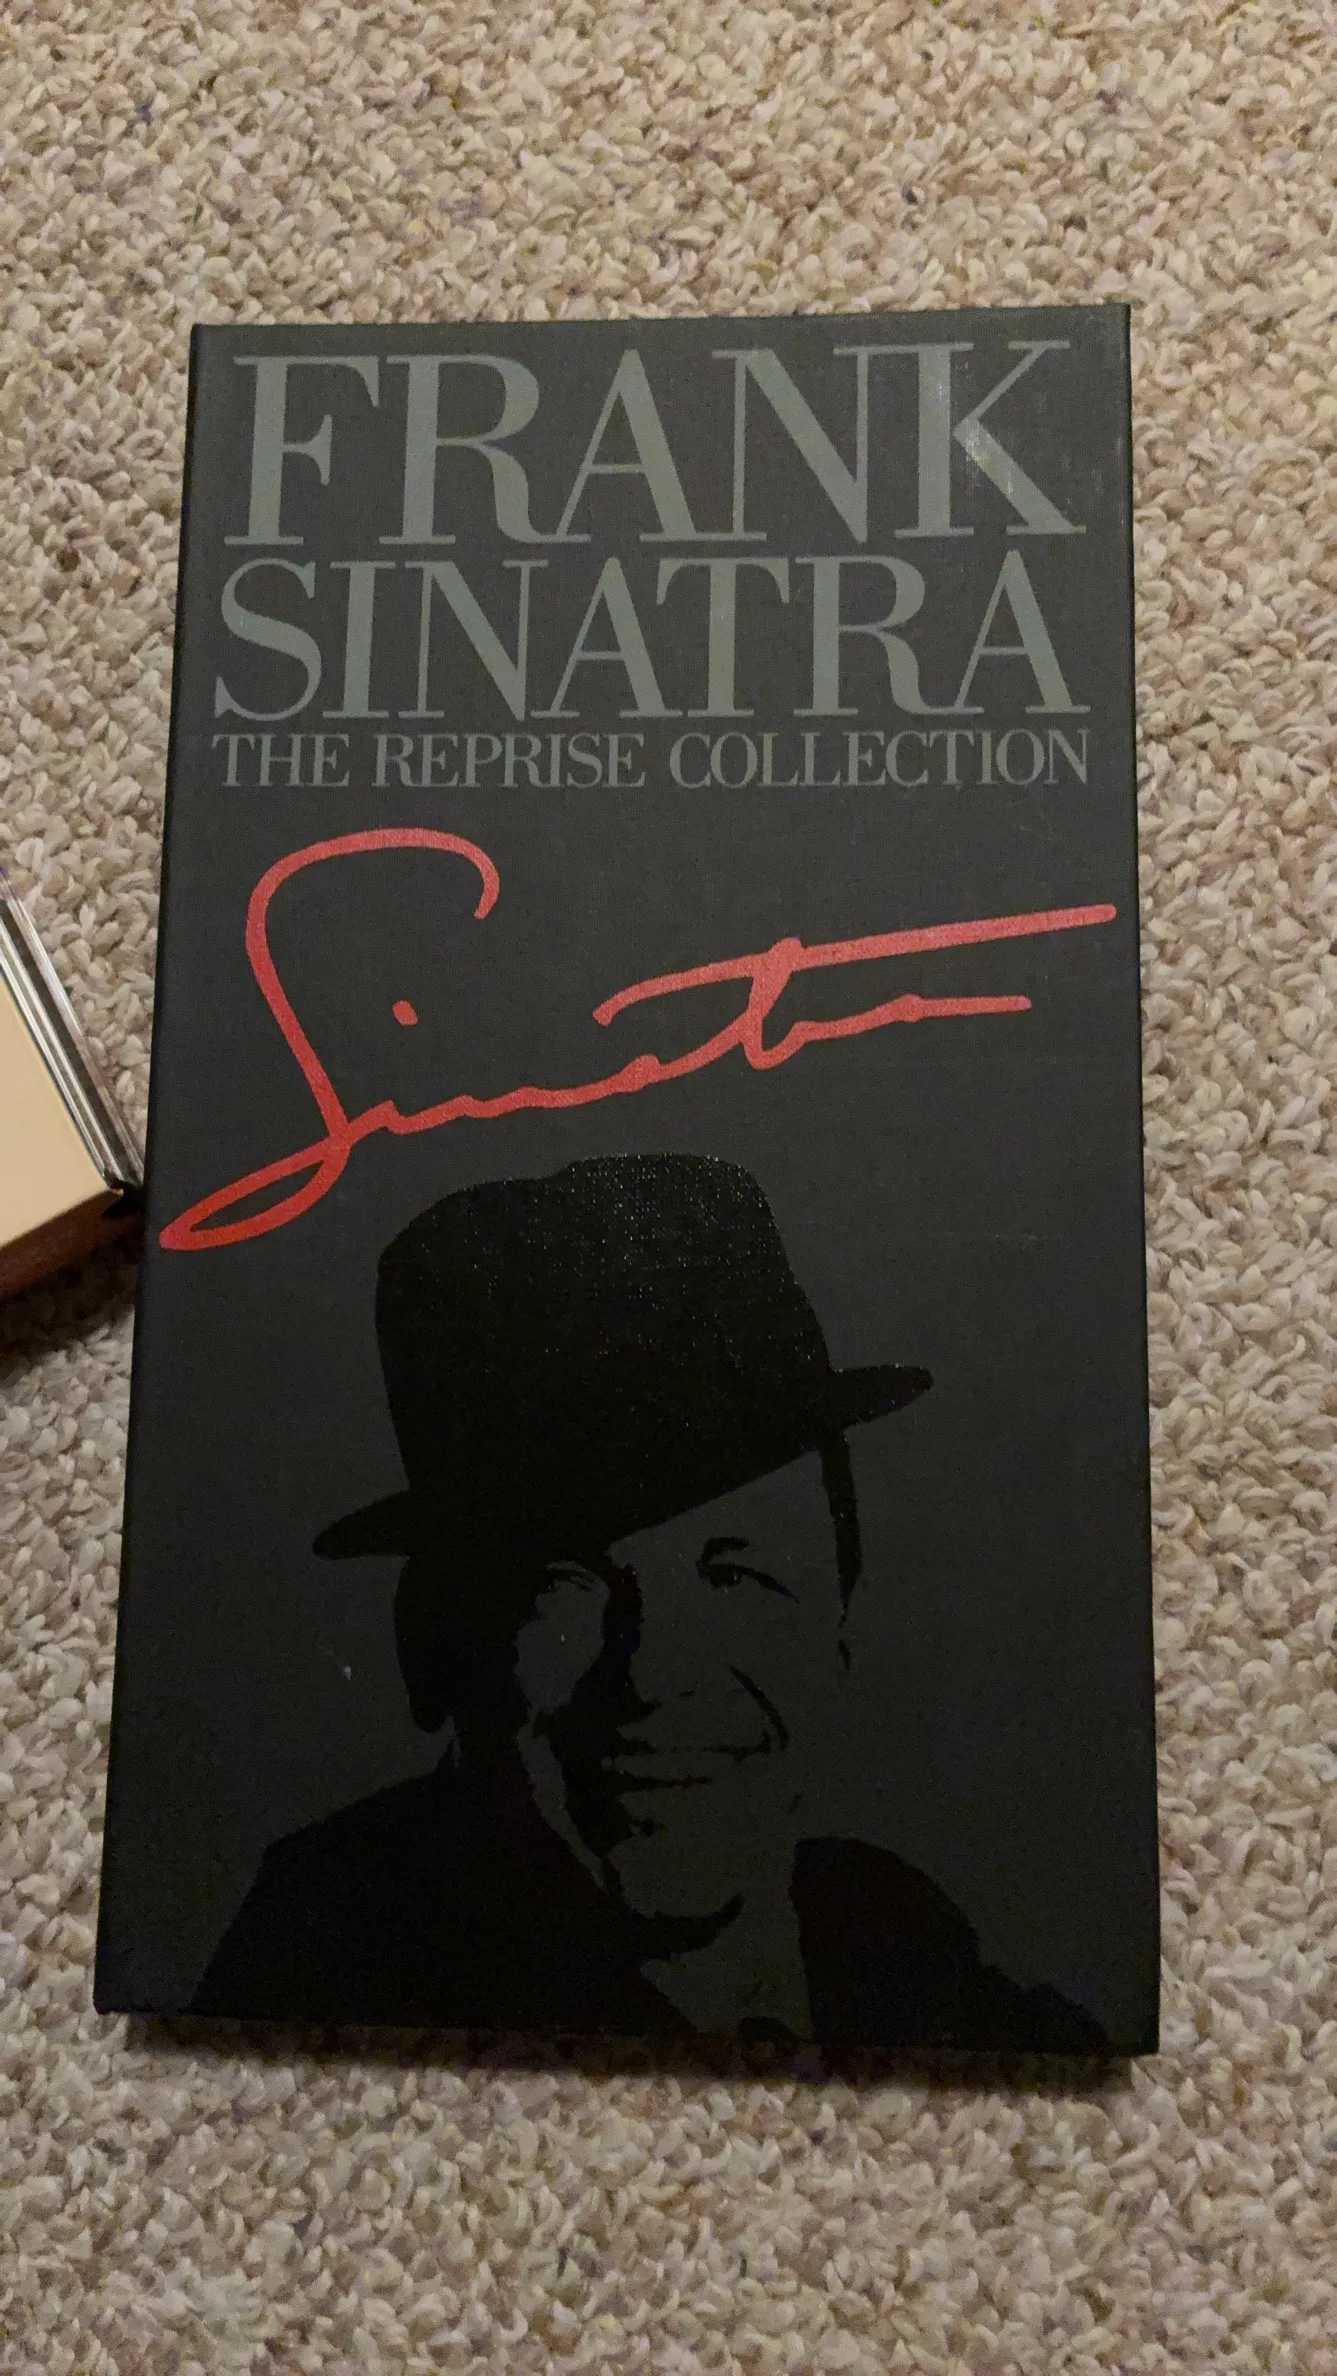 FRANK
SINATRA
THE REPRISE COLLECTION
Sinatra